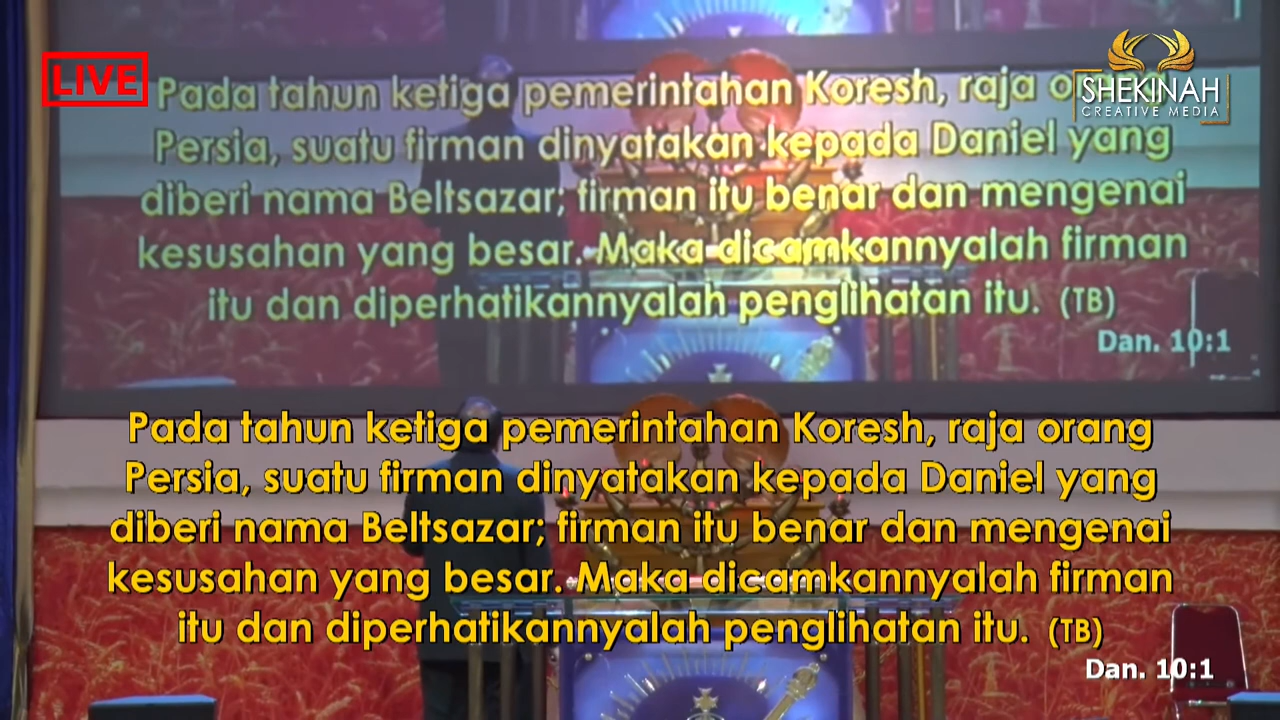 LIVE
SHEKINAH
CREATIVE MEDIA
Pada tahun ketiga pemerintahan Koresh, raja
Persia, suatu firman dinyatakan kepada Daniel yang
diberi nama Beltsazar; firman itu benar dan mengenai
kesusahan yang besar. Maka dicamkannyalah firman
itu dan diperhatikannyalah penglihatan itu. (TB)
Dan. 10:1
Pada tahun ketiga pemerintahan Koresh, raja orang
Persia, suatu firman dinyatakan kepada Daniel yang
diberi nama Beltsazar; firman itu benar dan mengenai
kesusahan yang besar. Maka dicamkannyalah firman
itu dan diperhatikannyalah penglihatan itu. (TB)
Dan. 10:1